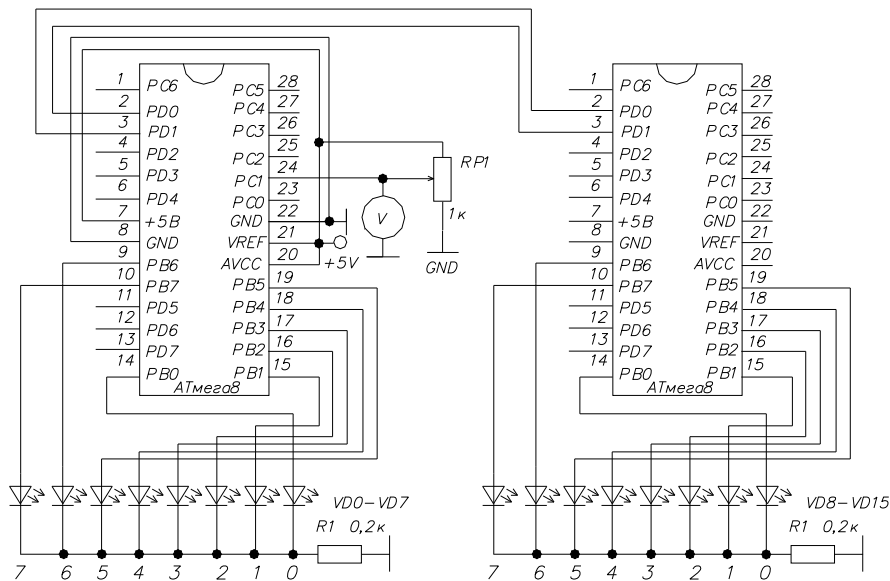 1 PC6 PC5 28
2 PD0 PC4 27
3 PD1 PC3 26
4 PD2 PC2 25
5 PD3 PC1 24
6 PD4 PC0 23
7 +5В GND 22
8 GND VREF 21
9 PB6 AVCC 20
10 PB7 PB5 19
11 PD5 PB4 18
12 PD6 PB3 17
13 PD7 PB2 16
14 PB0 PB1 15
АТмега8
RP1
1к
V
+5V
GND
VD0-VD7
R1 0,2к
7 6 5 4 3 2 1 0
1 PC6 PC5 28
2 PD0 PC4 27
3 PD1 PC3 26
4 PD2 PC2 25
5 PD3 PC1 24
6 PD4 PC0 23
7 +5В GND 22
8 GND VREF 21
9 PB6 AVCC 20
10 PB7 PB5 19
11 PD5 PB4 18
12 PD6 PB3 17
13 PD7 PB2 16
14 PB0 PB1 15
АТмега8
VD8-VD15
R1 0,2к
7 6 5 4 3 2 1 0